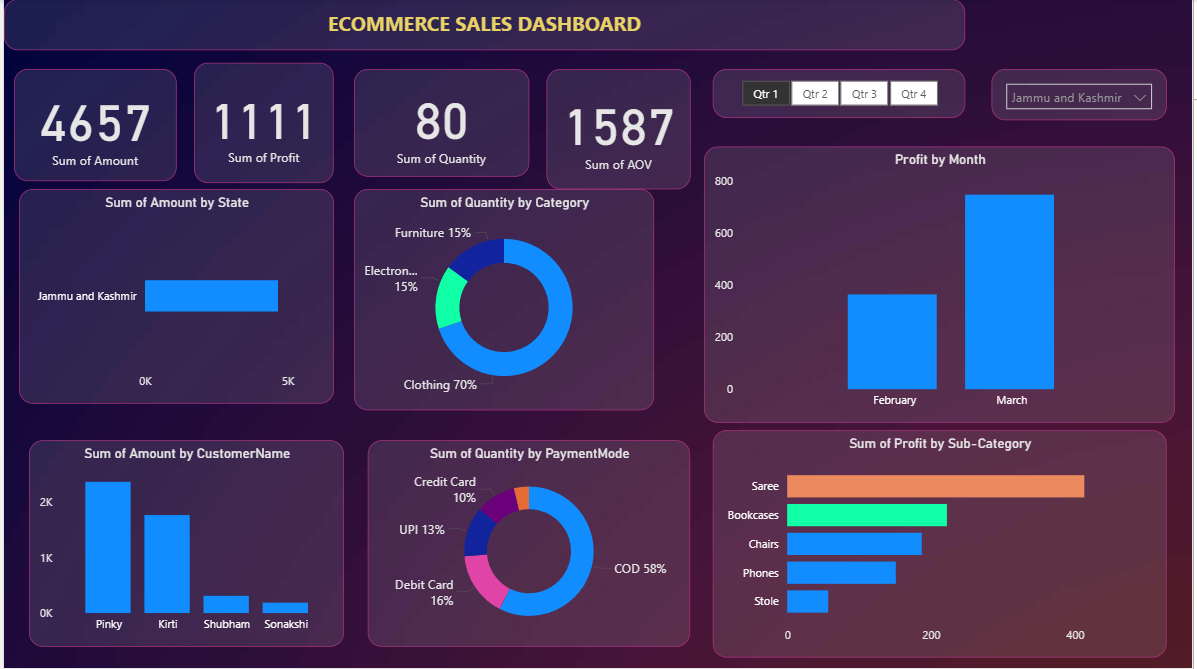 ECOMMERCE SALES DASHBOARD
4657
Sum of Amount
1111
Sum of Profit
80
Sum of Quantity
1587
Sum of AOV
Qtr 1 Qtr 2 Qtr 3 Qtr 4
Jammu and Kashmir
Sum of Amount by State
Jammu and Kashmir
0K 5K
Sum of Quantity by Category
Furniture 15%
Electron...
15%
Clothing 70%
Profit by Month
800
600
400
200
0
February March
Sum of Amount by CustomerName
2K
1K
0K
Pinky Kirti Shubham Sonakshi
Sum of Quantity by PaymentMode
Credit Card
10%
UPI 13%
Debit Card
16%
COD 58%
Sum of Profit by Sub-Category
Saree
Bookcases
Chairs
Phones
Stole
0 200 400